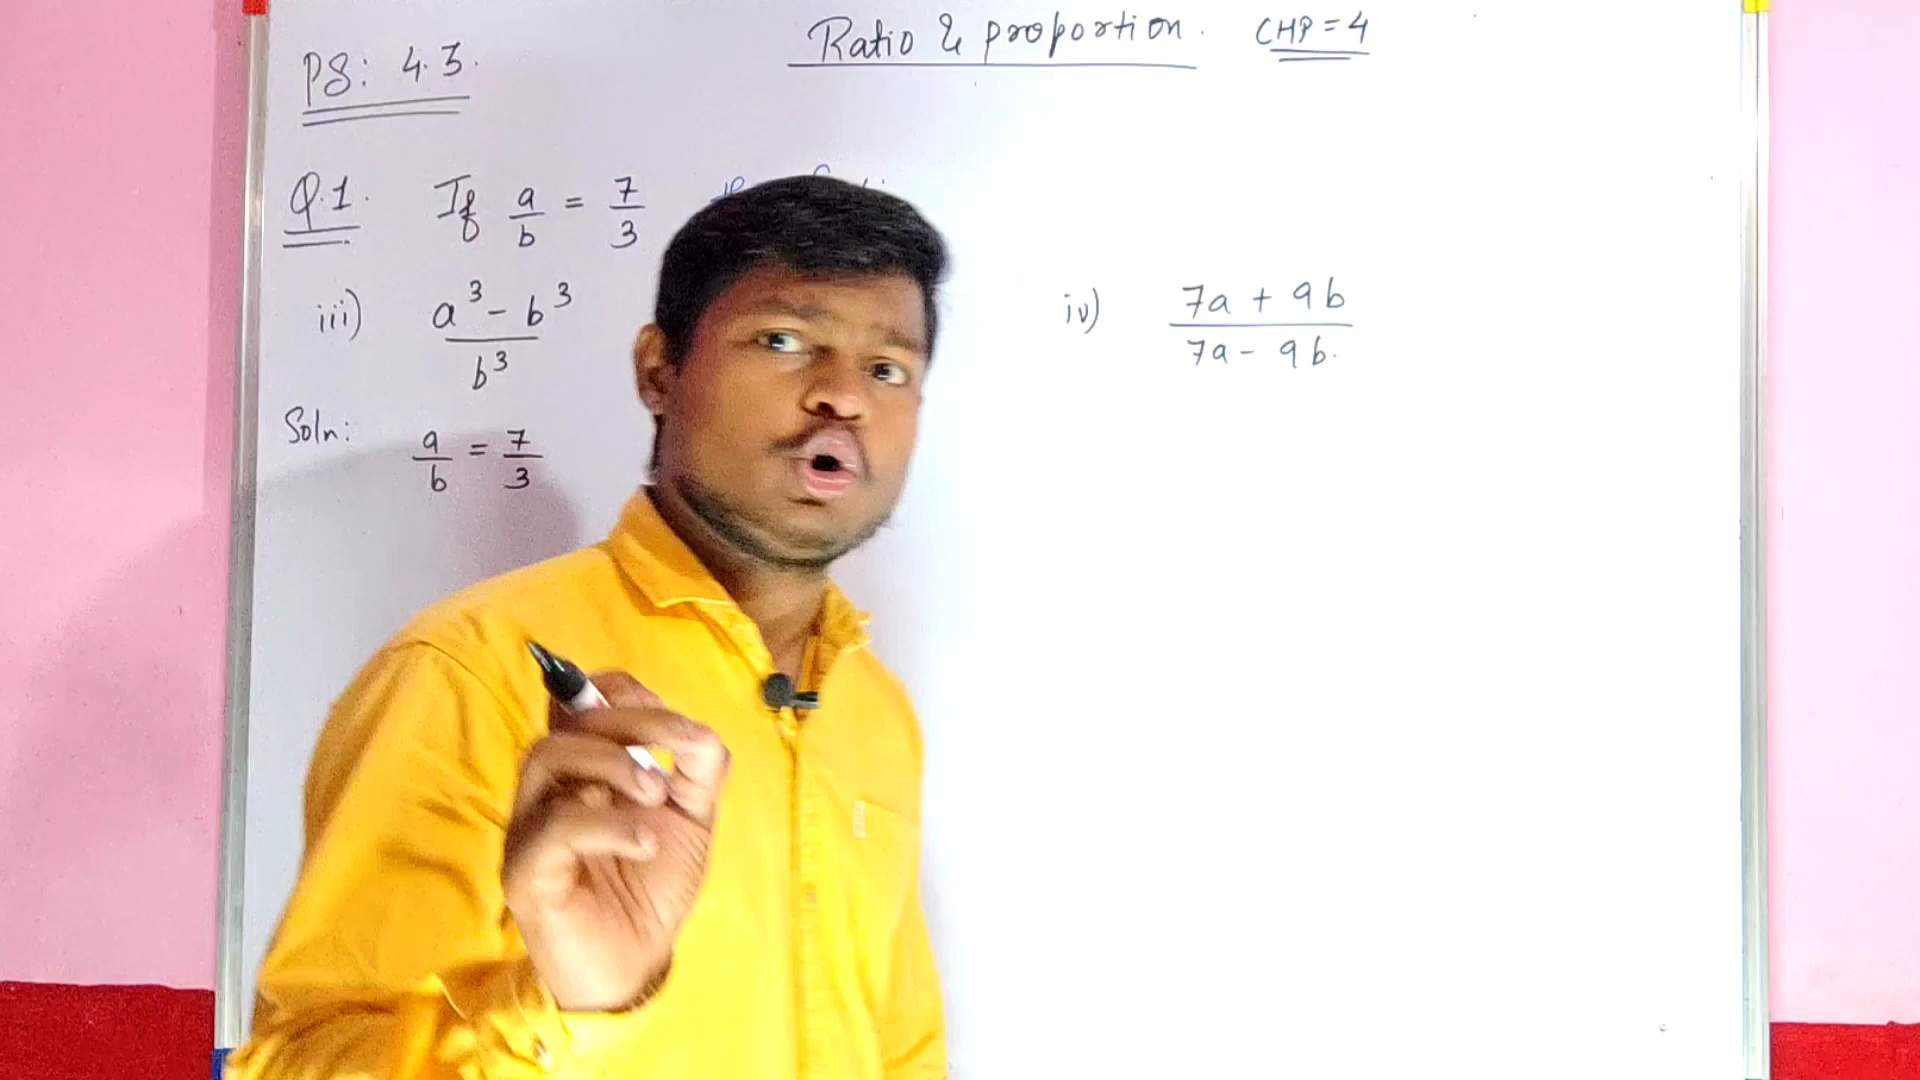 Ratio & proportion. CHP = 4
PS: 4.3.
Q.1. If a/b = 7/3
iii) a³ - b³ / b³
iv) 7a + 9b / 7a - 9b.
Soln: a/b = 7/3